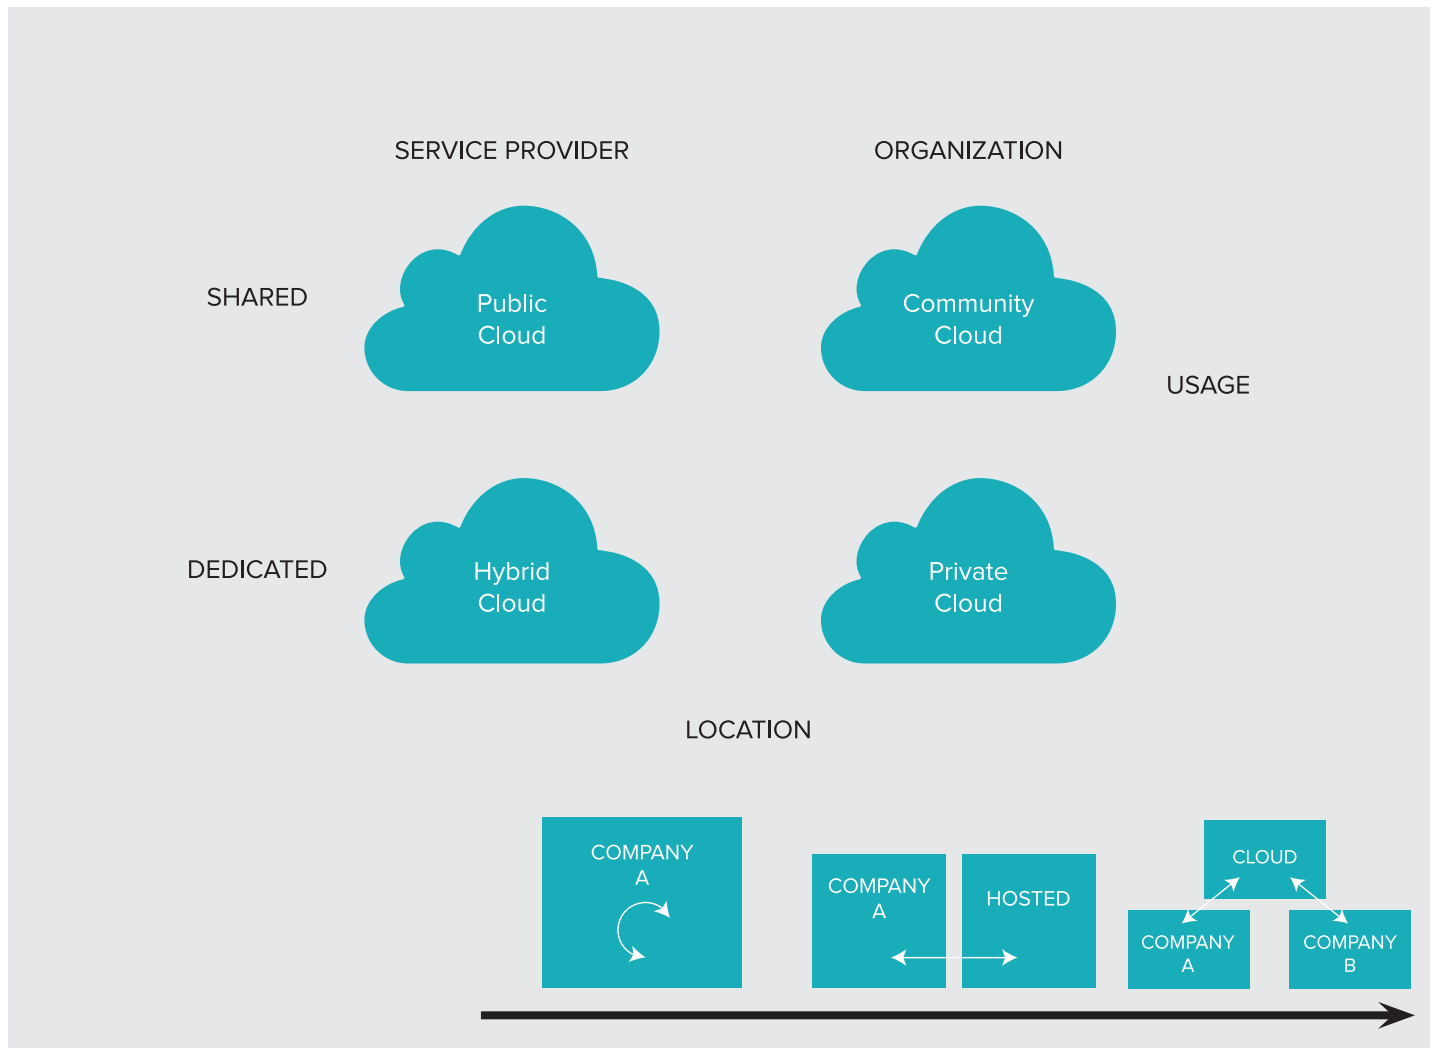 SERVICE PROVIDER
ORGANIZATION
SHARED
Public
Cloud
Community
Cloud
USAGE
DEDICATED
Hybrid
Cloud
Private
Cloud
LOCATION
COMPANY
A
COMPANY
A
HOSTED
CLOUD
COMPANY
A
COMPANY
B